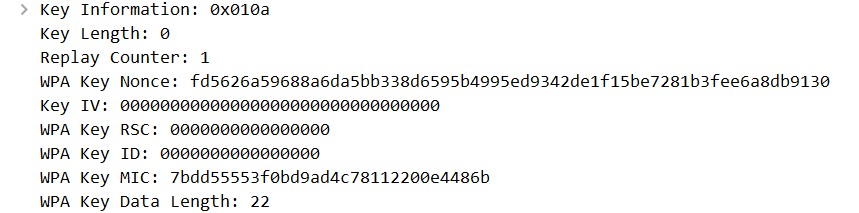 Key Information: 0x010a
Key Length: 0
Replay Counter: 1
WPA Key Nonce: fd5626a59688a6da5bb338d6595b4995ed9342de1f15be7281b3fee6a8db9130
Key IV: 00000000000000000000000000000000
WPA Key RSC: 0000000000000000
WPA Key ID: 0000000000000000
WPA Key MIC: 7bdd55553f0bd9ad4c78112200e4486b
WPA Key Data Length: 22